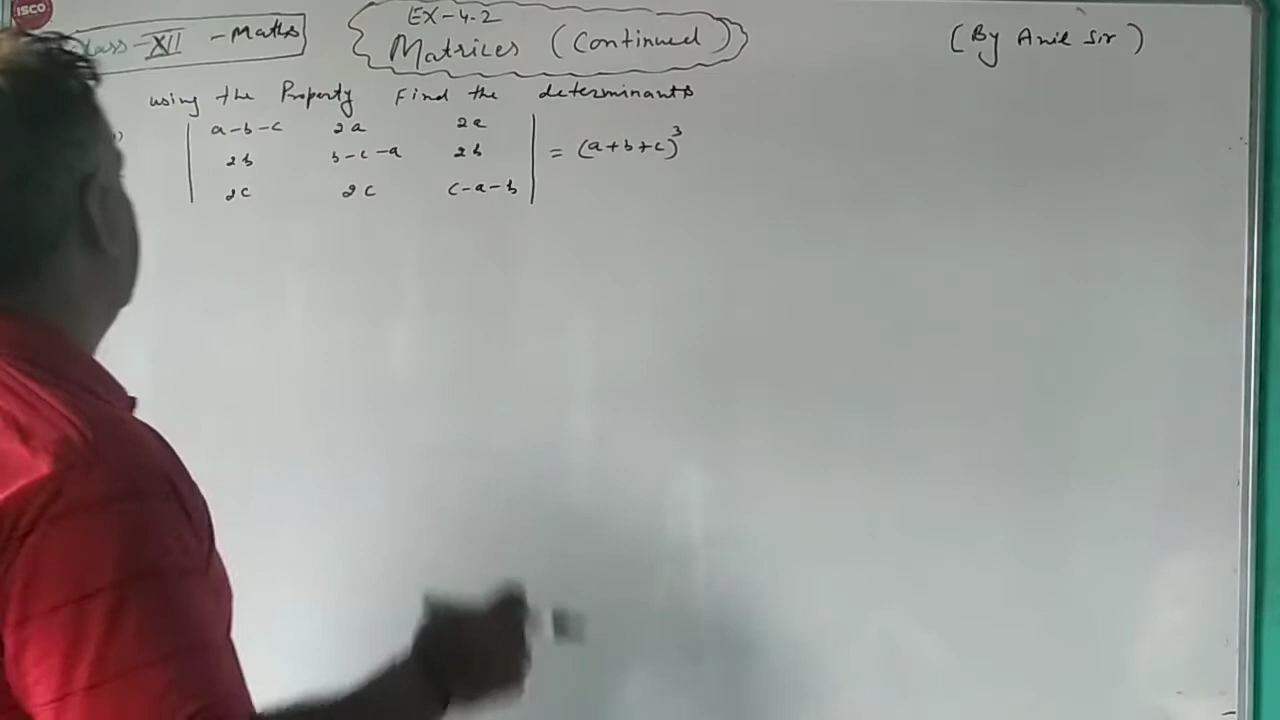 ISCO
Class-XII - Maths
EX-4.2
Matrices (Continued)
(By Anil Sir)
using the Property Find the determinants
| a-b-c 2a 2a |
| 2b b-c-a 2b | = (a+b+c)³
| 2c 2c c-a-b |